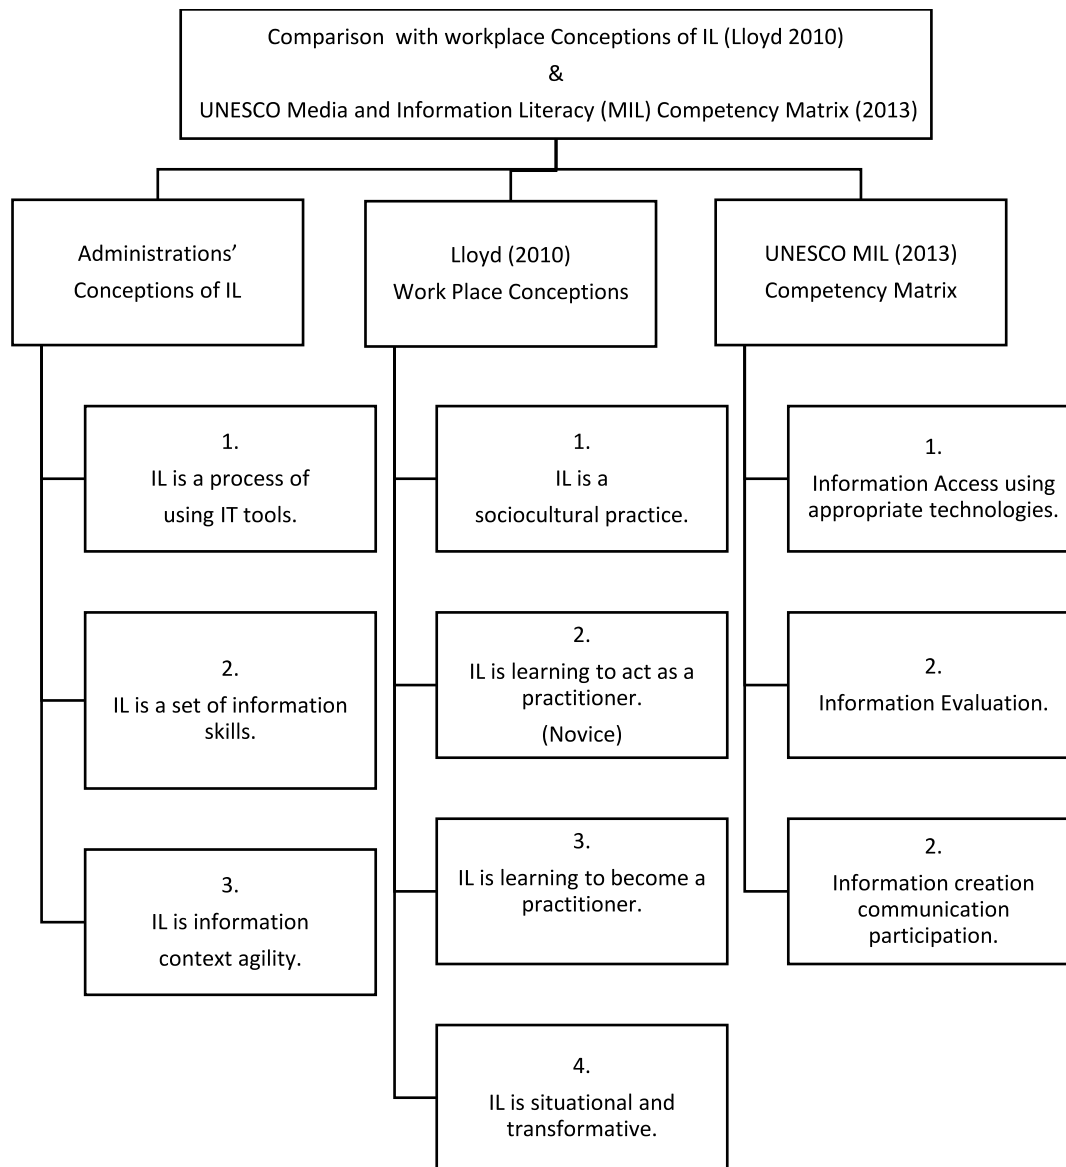 Comparison with workplace Conceptions of IL (Lloyd 2010)
&
UNESCO Media and Information Literacy (MIL) Competency Matrix (2013)
Administrations’
Conceptions of IL
Lloyd (2010)
Work Place Conceptions
UNESCO MIL (2013)
Competency Matrix
1.
IL is a process of
using IT tools.
2.
IL is a set of information
skills.
3.
IL is information
context agility.
1.
IL is a
sociocultural practice.
2.
IL is learning to act as a
practitioner.
(Novice)
3.
IL is learning to become a
practitioner.
4.
IL is situational and
transformative.
1.
Information Access using
appropriate technologies.
2.
Information Evaluation.
2.
Information creation
communication
participation.